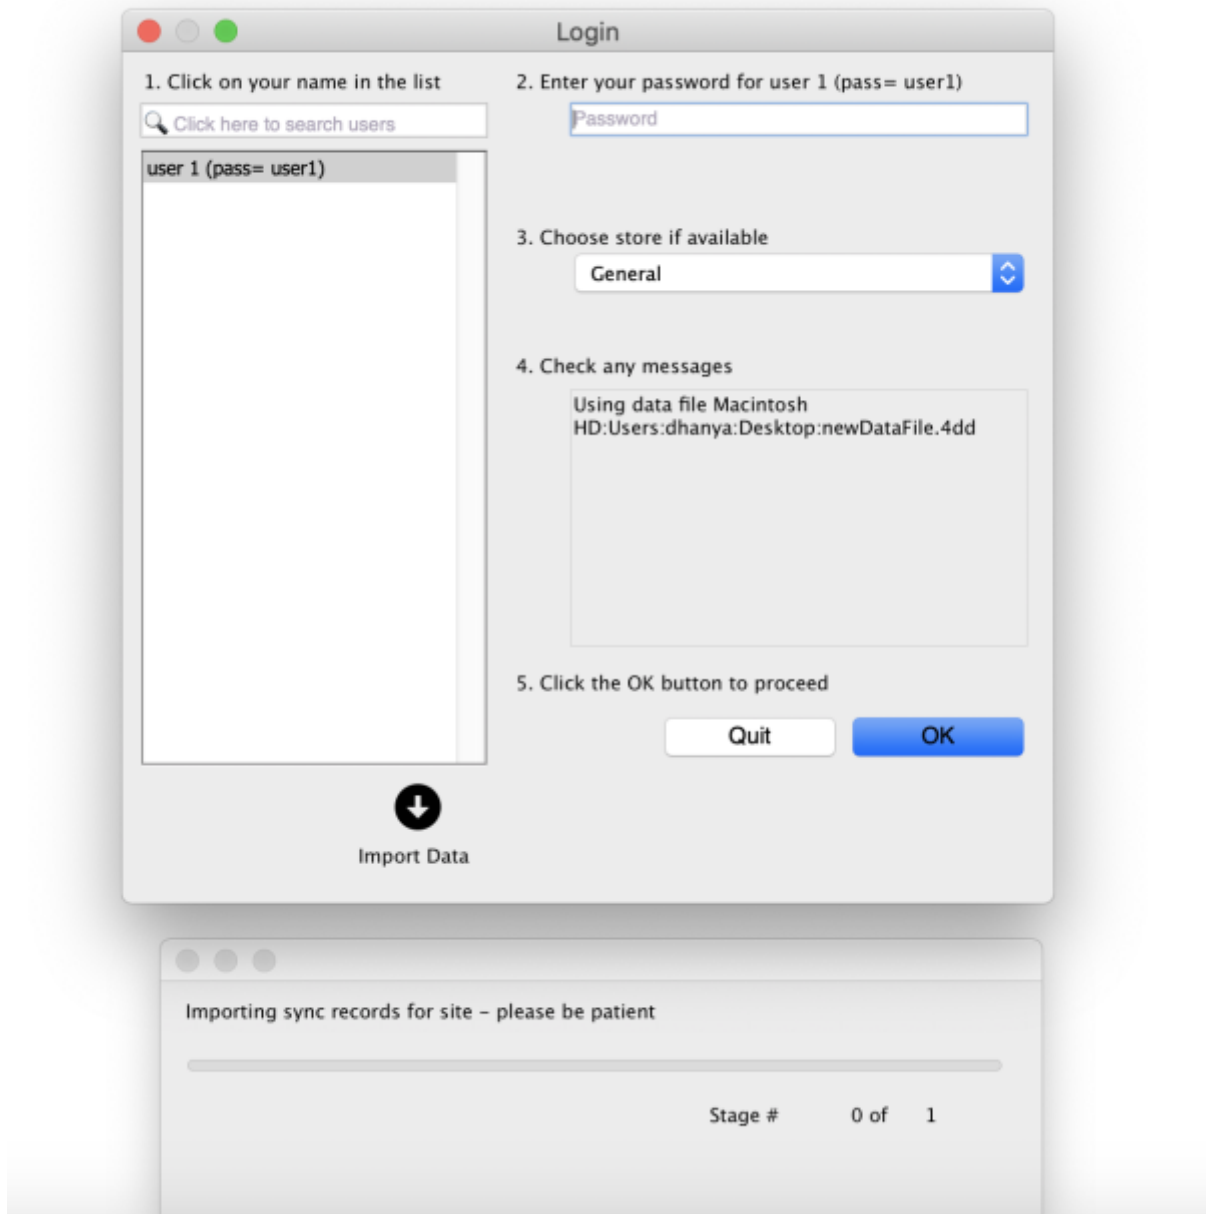 Login
1. Click on your name in the list
Click here to search users
user 1 (pass= user1)
Import Data
2. Enter your password for user 1 (pass= user1)
Password
3. Choose store if available
General
4. Check any messages
Using data file Macintosh
HD:Users:dhanya:Desktop:newDataFile.4dd
5. Click the OK button to proceed
Quit OK
Importing sync records for site – please be patient
Stage # 0 of 1